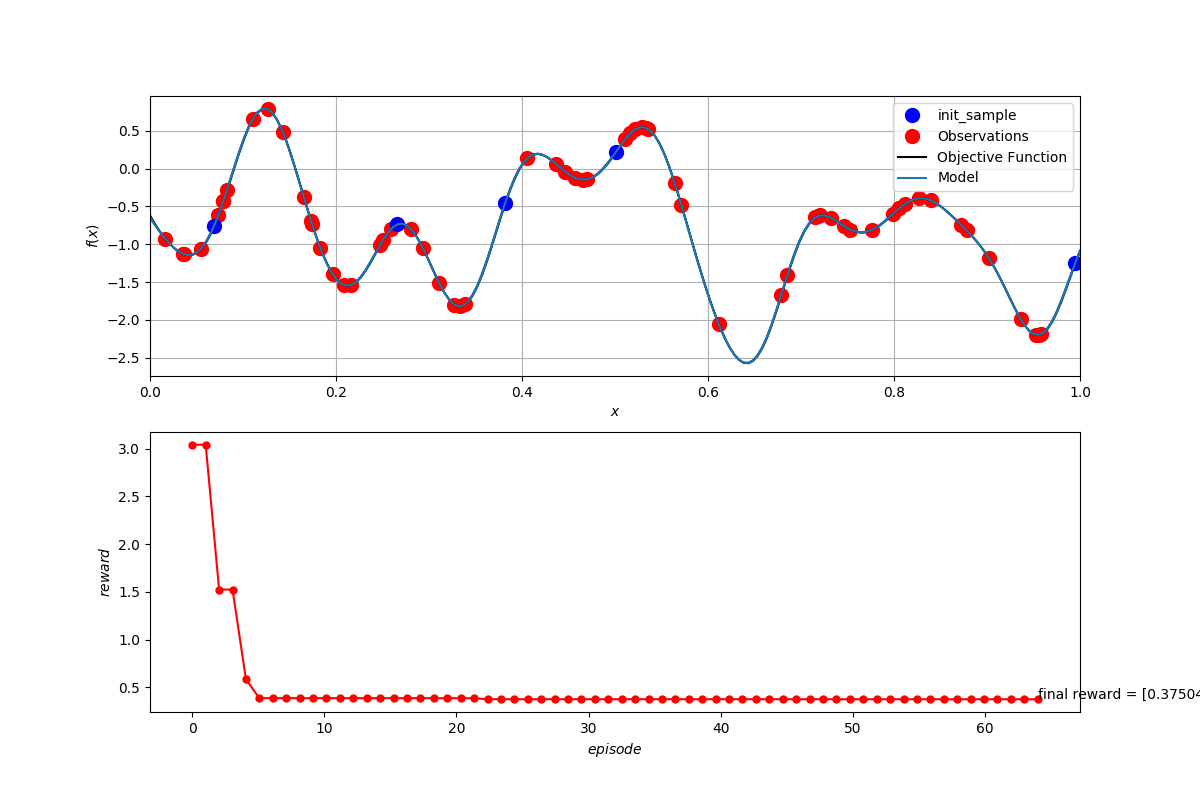 0.5
0.0
−0.5
−1.0
−1.5
−2.0
−2.5
f(x)
init_sample
Observations
Objective Function
Model
0.0 0.2 0.4 0.6 0.8 1.0
x
3.0
2.5
2.0
1.5
1.0
0.5
reward
final reward = [0.37504
0 10 20 30 40 50 60
episode